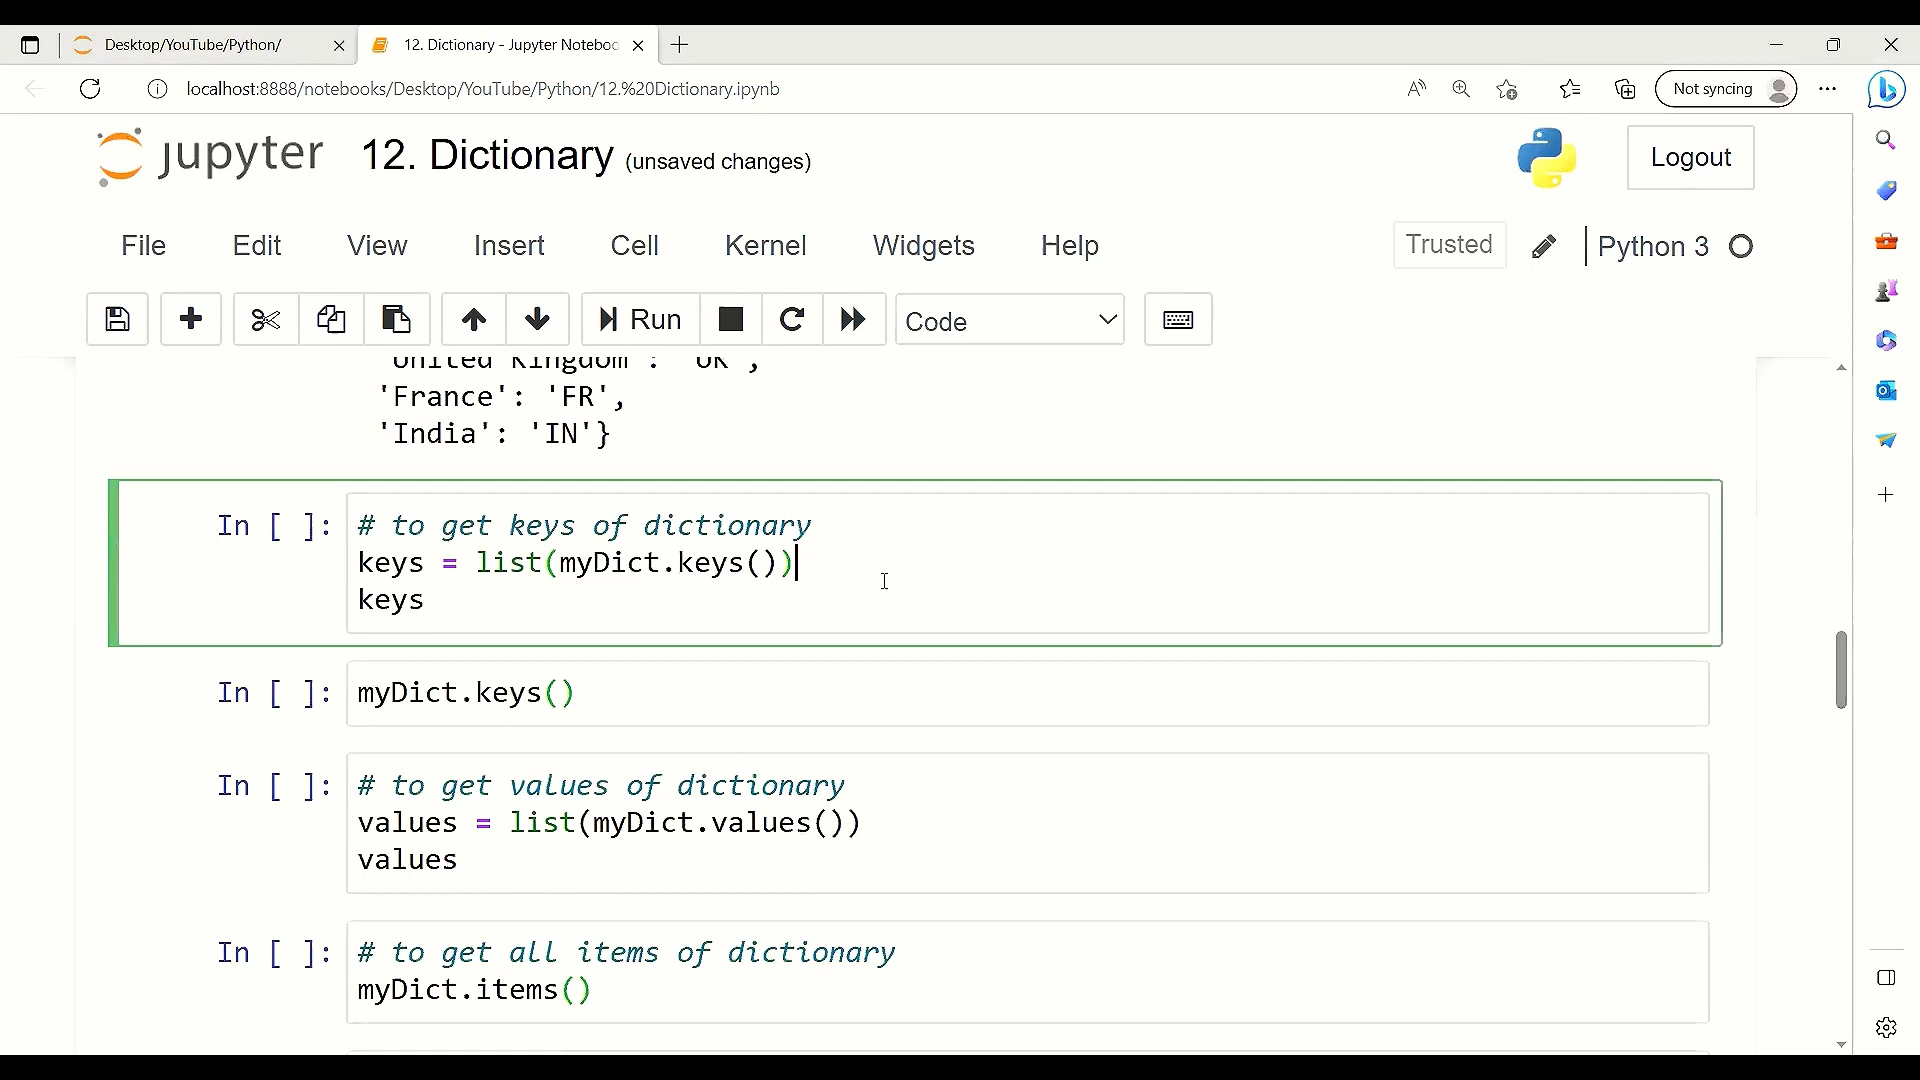 Desktop/YouTube/Python/
12. Dictionary - Jupyter Noteboo
localhost:8888/notebooks/Desktop/YouTube/Python/12.%20Dictionary.ipynb
Not syncing
jupyter 12. Dictionary (unsaved changes)
Logout
File Edit View Insert Cell Kernel Widgets Help
Trusted
Python 3
Run
Code
'United Kingdom': 'UK',
'France': 'FR',
'India': 'IN'}
In [ ]: # to get keys of dictionary
keys = list(myDict.keys())
keys
In [ ]: myDict.keys()
In [ ]: # to get values of dictionary
values = list(myDict.values())
values
In [ ]: # to get all items of dictionary
myDict.items()